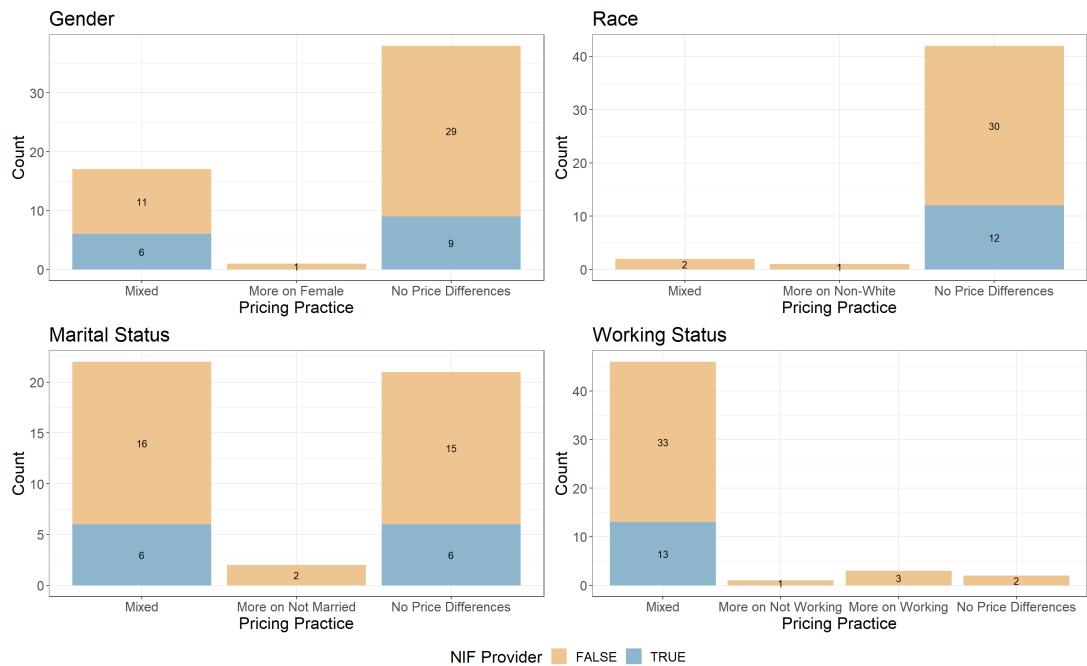 Gender
Count
30
20
10
0
11
6
1
29
9
Mixed
More on Female
No Price Differences
Pricing Practice
Race
Count
40
30
20
10
0
2
1
30
12
Mixed
More on Non-White
No Price Differences
Pricing Practice
Marital Status
Count
20
15
10
5
0
16
6
2
15
6
Mixed
More on Not Married
No Price Differences
Pricing Practice
Working Status
Count
40
30
20
10
0
33
13
1
3
2
Mixed
More on Not Working
More on Working
No Price Differences
Pricing Practice
NIF Provider
FALSE
TRUE